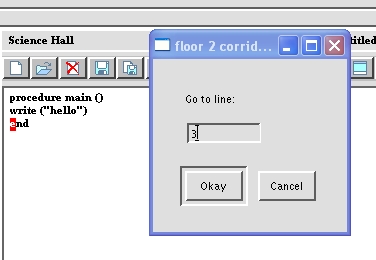 Science Hall
titled
procedure main ()
write ("hello")
end
floor 2 corrid...
Go to line:
3
Okay
Cancel